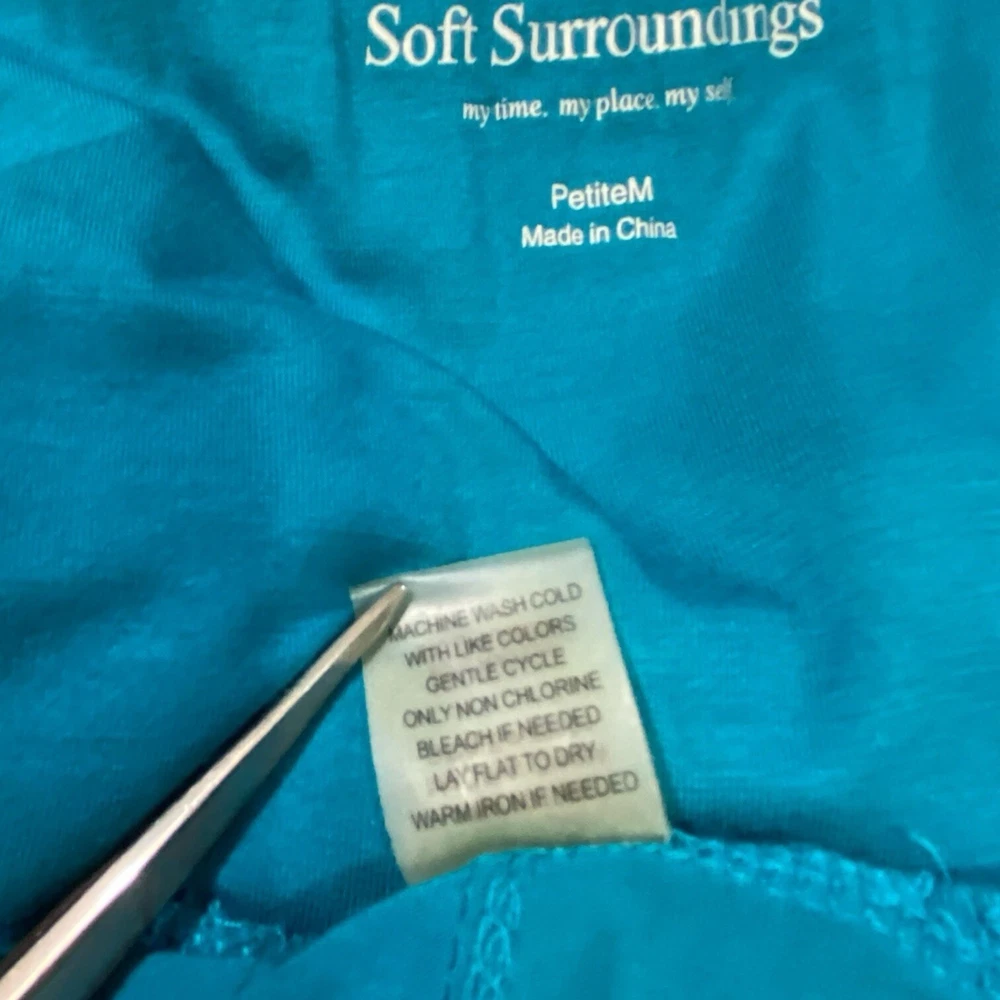 Soft Surroundings
my time. my place. my self.
PetiteM
Made in China
MACHINE WASH COLD
WITH LIKE COLORS
GENTLE CYCLE
ONLY NON CHLORINE
BLEACH IF NEEDED
LAY FLAT TO DRY
WARM IRON IF NEEDED